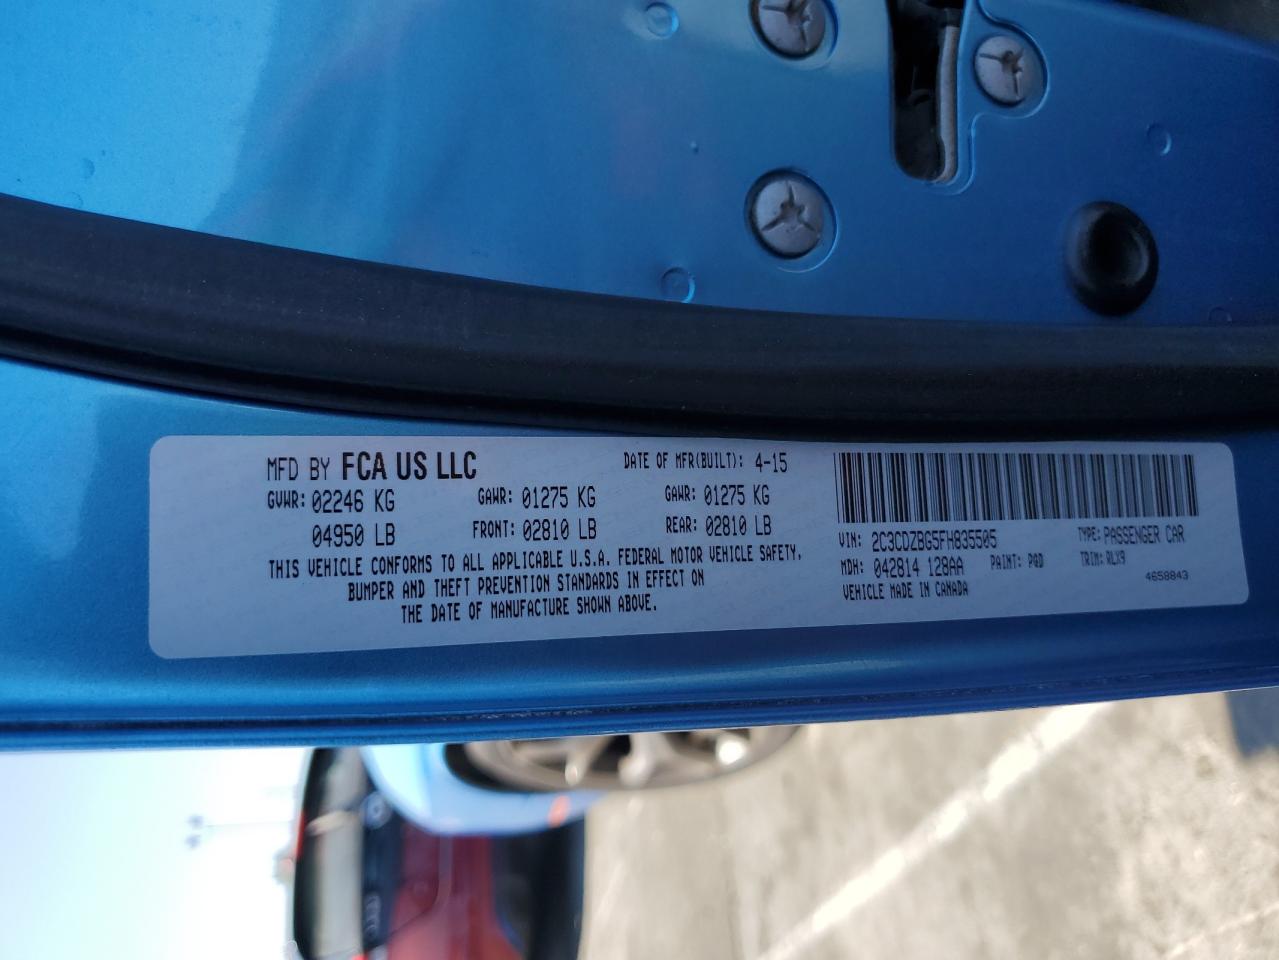 MFD BY FCA US LLC DATE OF MFR(BUILT): 4-15
GVWR: 02246 KG GAWR: 01275 KG GAWR: 01275 KG
04950 LB FRONT: 02810 LB REAR: 02810 LB
THIS VEHICLE CONFORMS TO ALL APPLICABLE U.S.A. FEDERAL MOTOR VEHICLE SAFETY,
BUMPER AND THEFT PREVENTION STANDARDS IN EFFECT ON
THE DATE OF MANUFACTURE SHOWN ABOVE.
VIN: 2C3CDZBG5FH835505 TYPE: PASSENGER CAR
MDH: 042814 128AA PAINT: PQD TRIM: RLX9
VEHICLE MADE IN CANADA 4658843